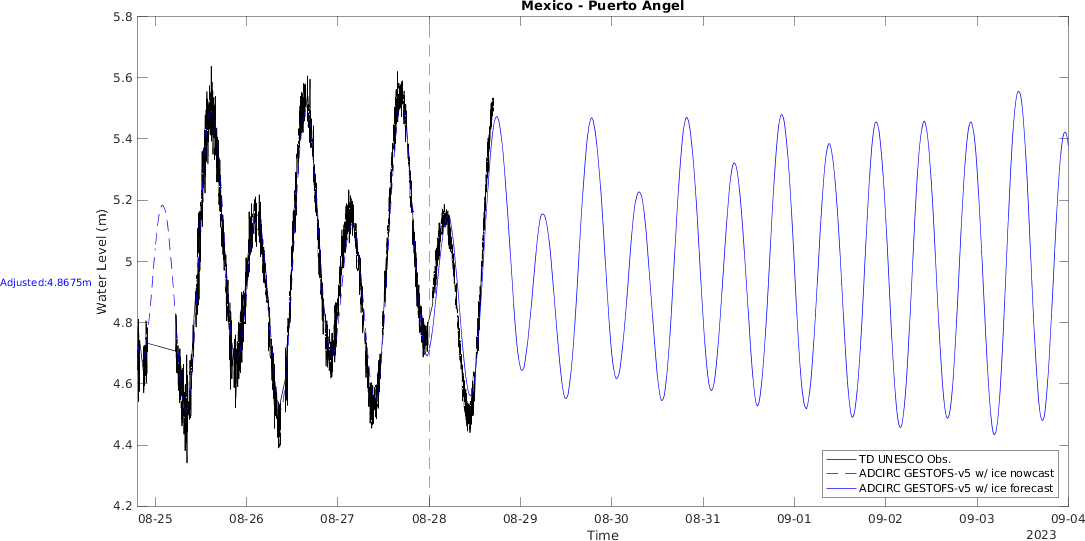 Mexico - Puerto Angel
5.8
5.6
5.4
5.2
5
4.8
4.6
4.4
4.2
Water Level (m)
Adjusted:4.8675m
TD UNESCO Obs.
ADCIRC GESTOFS-v5 w/ ice nowcast
ADCIRC GESTOFS-v5 w/ ice forecast
08-25 08-26 08-27 08-28 08-29 08-30 08-31 09-01 09-02 09-03 09-04
Time
2023